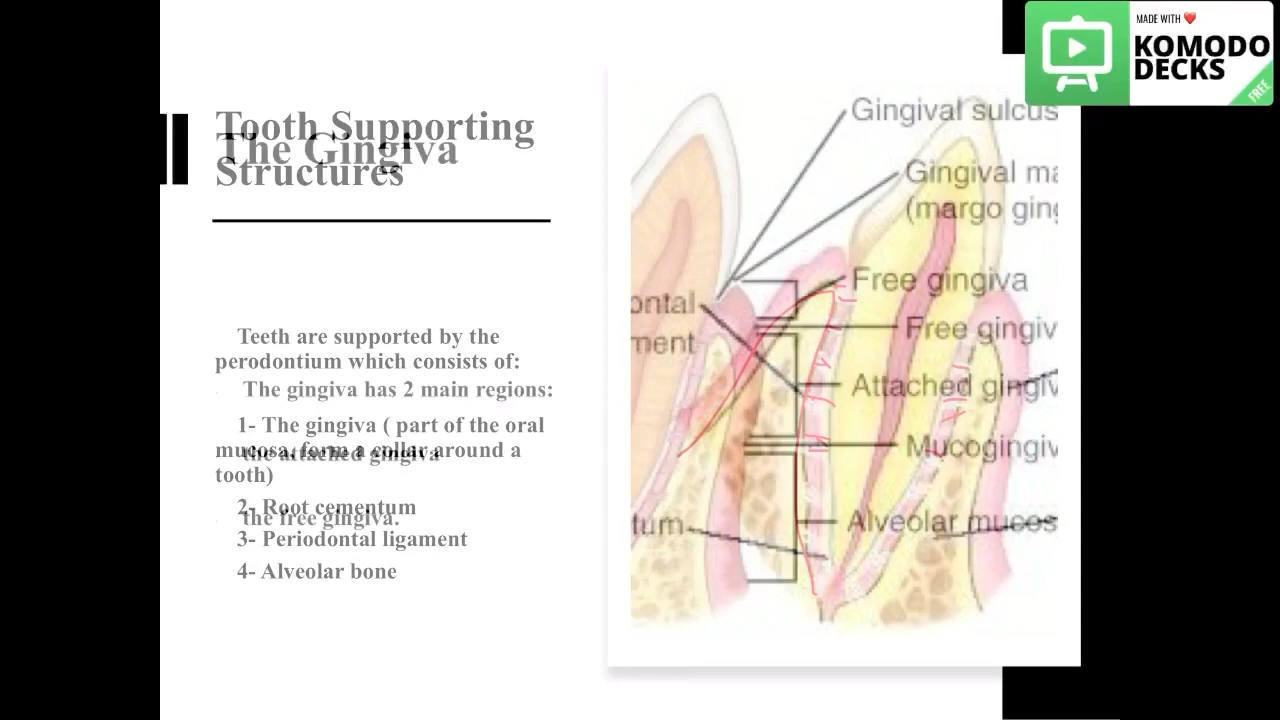 MADE WITH ❤️
KOMODO
DECKS
FREE
Tooth Supporting
Structures
The Gingiva
Teeth are supported by the
perodontium which consists of:
1- The gingiva ( part of the oral
mucosa, form a collar around a
tooth)
2- Root cementum
3- Periodontal ligament
4- Alveolar bone
The gingiva has 2 main regions:
the attached gingiva
the free gingiva.
Gingival sulcus
Gingival ma
(margo ging
Free gingiva
ontal
ment
Free gingiv
Attached gingiv
Mucogingiv
tum
Alveolar mucos